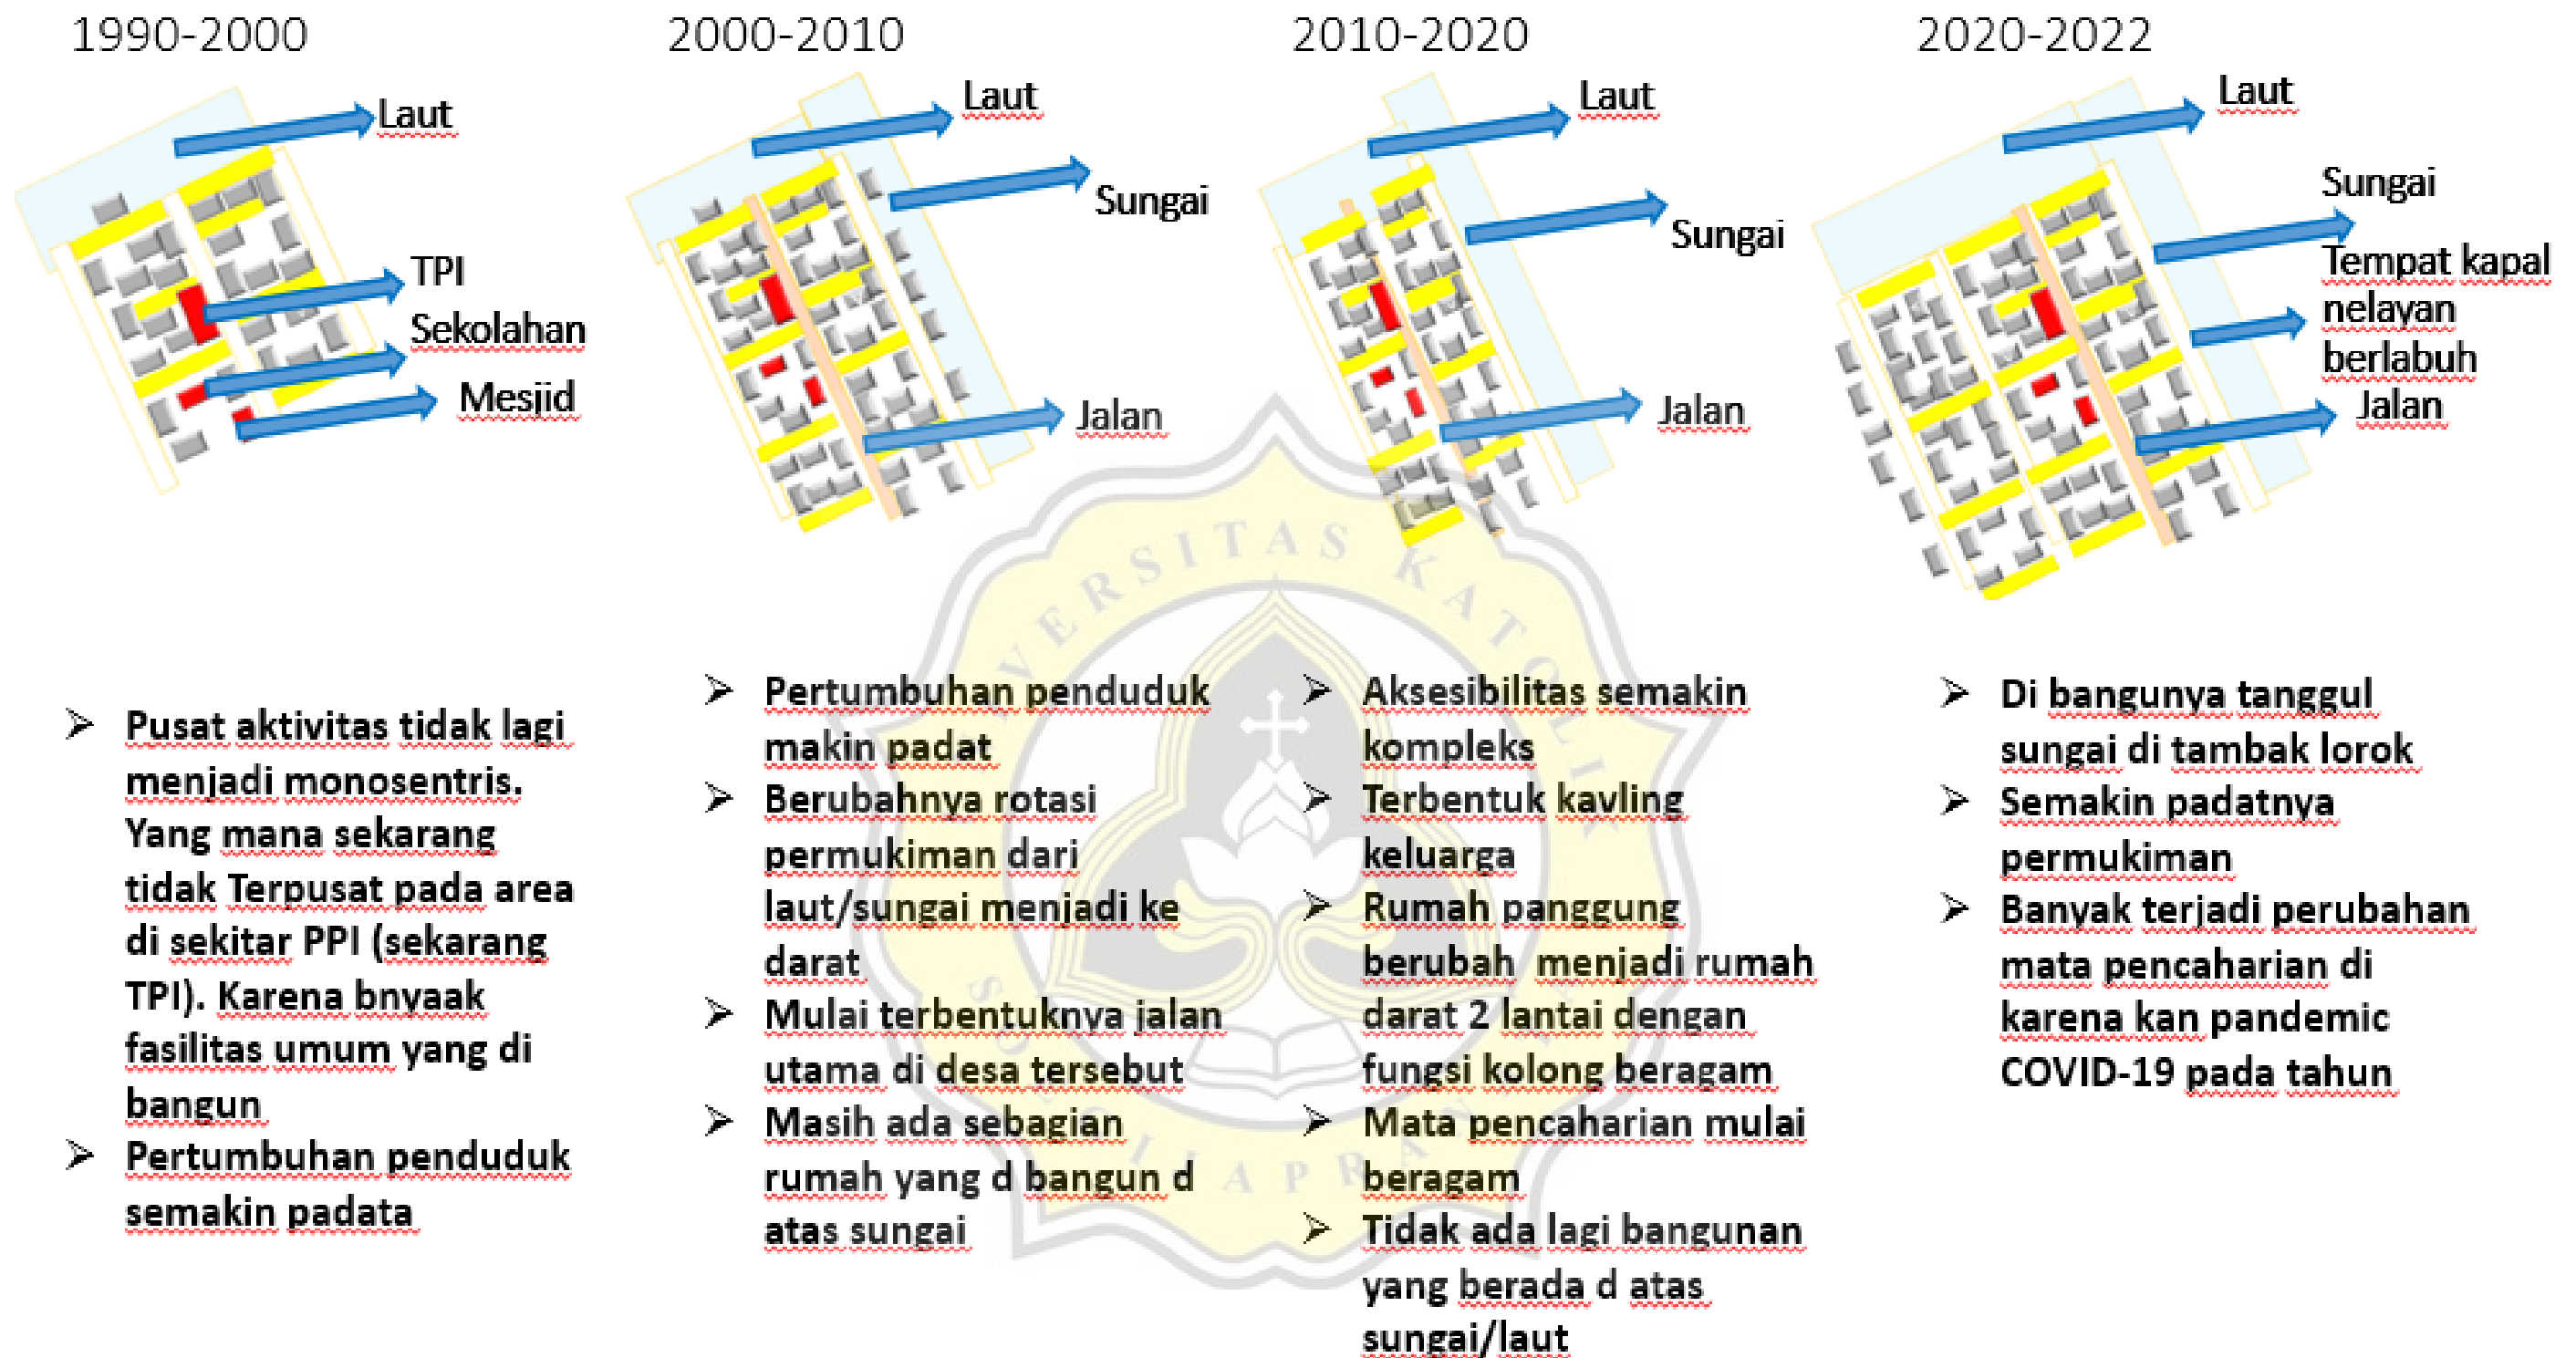 1990-2000
Laut
TPI
Sekolahan
Mesjid
2000-2010
Laut
Sungai
Jalan
2010-2020
Laut
Sungai
Jalan
2020-2022
Laut
Sungai
Tempat kapal
nelayan
berlabuh
Jalan
➢ Pusat aktivitas tidak lagi
menjadi monosentris.
Yang mana sekarang
tidak Terpusat pada area
di sekitar PPI (sekarang
TPI). Karena bnyaak
fasilitas umum yang di
bangun
➢ Pertumbuhan penduduk
semakin padata
➢ Pertumbuhan penduduk
makin padat
➢ Berubahnya rotasi
permukiman dari
laut/sungai menjadi ke
darat
➢ Mulai terbentuknya jalan
utama di desa tersebut
➢ Masih ada sebagian
rumah yang d bangun d
atas sungai
➢ Aksesibilitas semakin
kompleks
➢ Terbentuk kavling
keluarga
➢ Rumah panggung
berubah menjadi rumah
darat 2 lantai dengan
fungsi kolong beragam
➢ Mata pencaharian mulai
beragam
➢ Tidak ada lagi bangunan
yang berada d atas
sungai/laut
➢ Di bangunya tanggul
sungai di tambak lorok
➢ Semakin padatnya
permukiman
➢ Banyak terjadi perubahan
mata pencaharian di
karena kan pandemic
COVID-19 pada tahun
VERSITAS KATOLIK